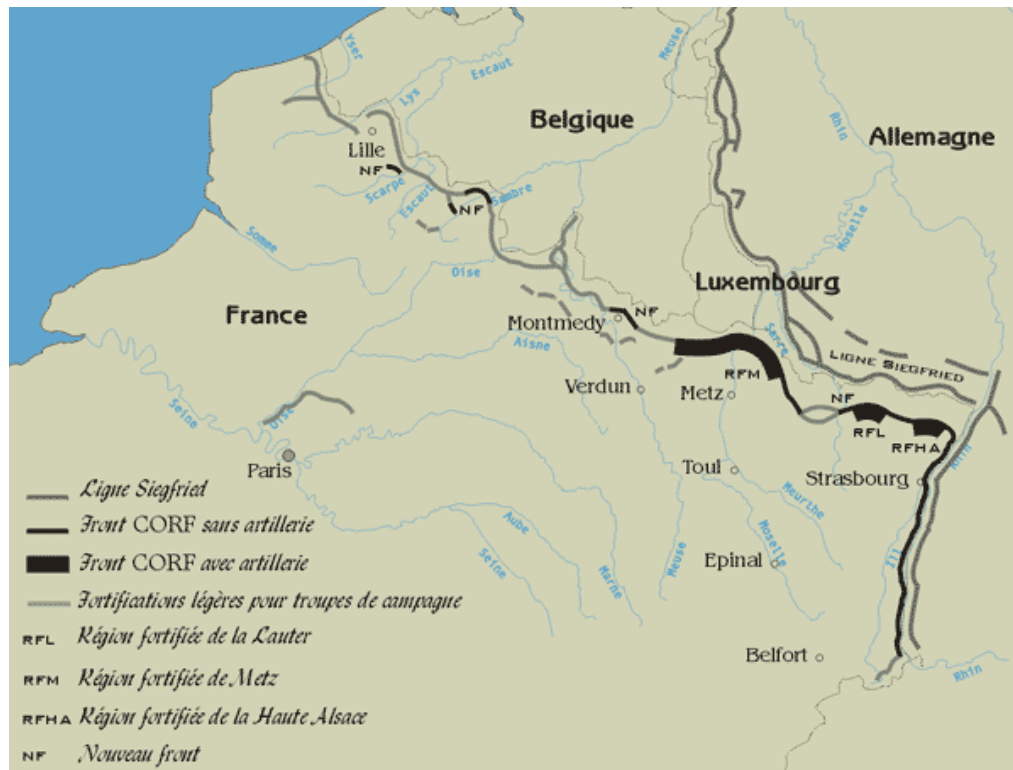 Yser
Meuse
Escaut
Lys
Rhin
Belgique
Allemagne
Lille
NF
Scarpe
Escaut
Sambre
NF
Moselle
Somme
Oise
Luxembourg
France
Montmedy
NF
Aisne
Sarre
LIGNE SIEGFRIED
Verdun
RFM
Metz
NF
Seine
Oise
RFL
RFHA
Rhin
Paris
Toul
Strasbourg
Meurthe
Ligne Siegfried
Front CORF sans artillerie
Aube
Moselle
Seine
Marne
Meuse
Epinal
Ill
Front CORF avec artillerie
Fortifications légères pour troupes de campagne
RFL Région fortifiée de la Lauter
Belfort
Rhin
RFM Région fortifiée de Metz
RFHA Région fortifiée de la Haute Alsace
NF Nouveau front